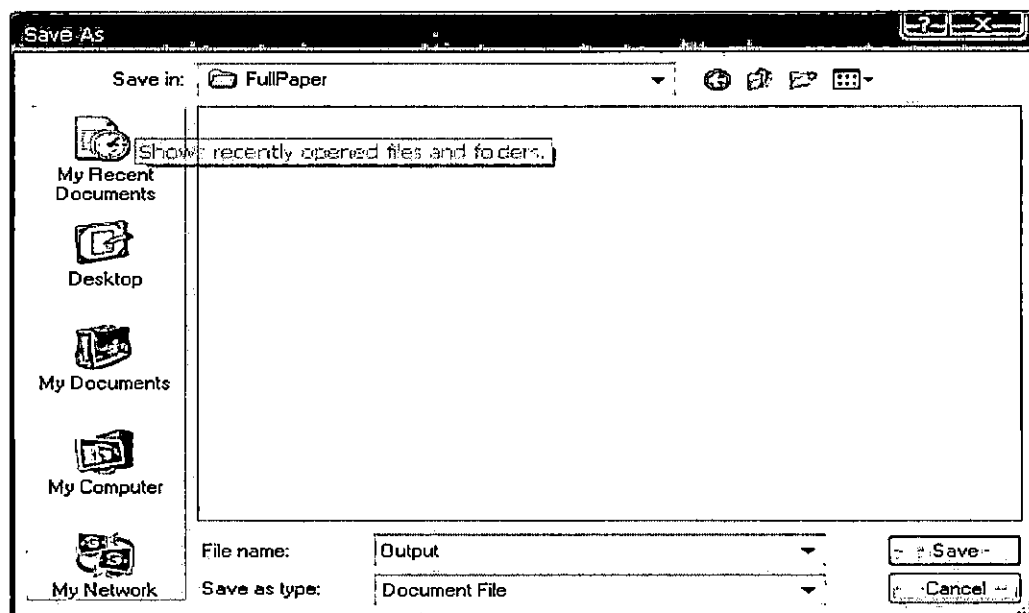 Save As
?  X
Save in: FullPaper
Shows recently opened files and folders.
My Recent
Documents
Desktop
My Documents
My Computer
My Network
File name: Output Save
Save as type: Document File Cancel